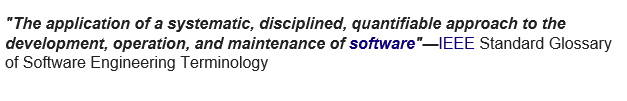 "The application of a systematic, disciplined, quantifiable approach to the
development, operation, and maintenance of software"—IEEE Standard Glossary
of Software Engineering Terminology